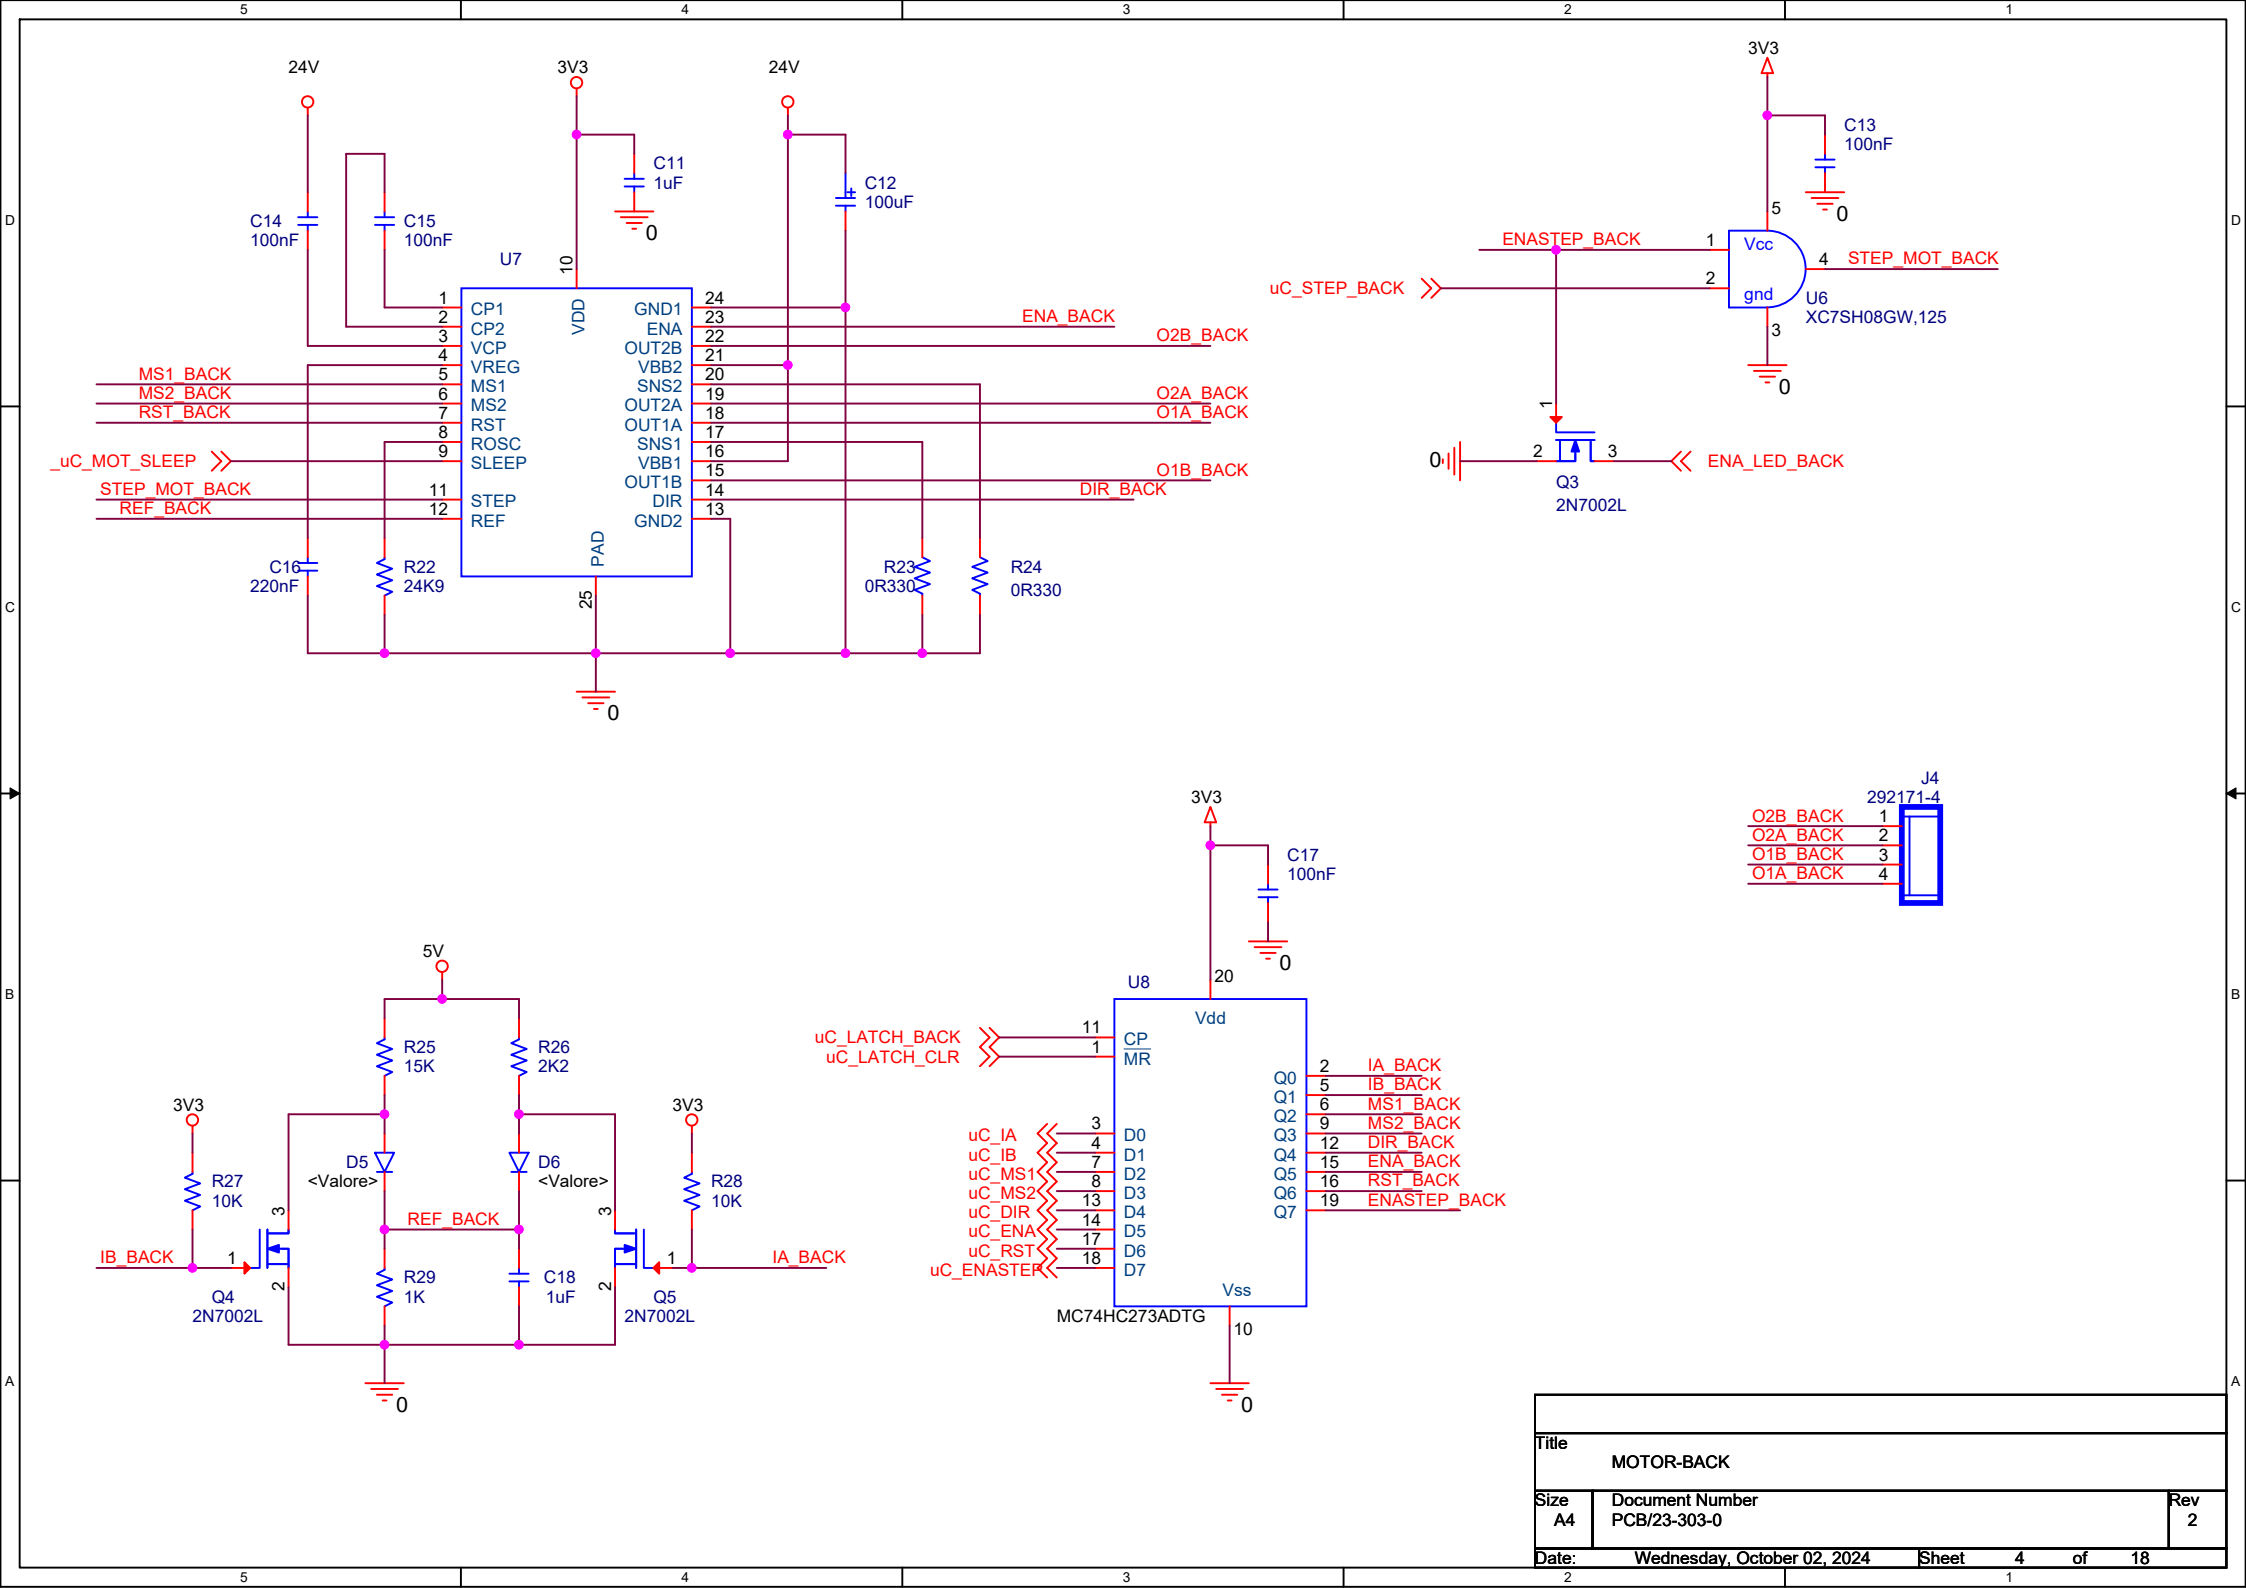 5 4 3 2 1
D D
C C
B B
A A
24V
3V3
24V
C14
100nF
C15
100nF
C11
1uF
0
C12
100uF
U7
10
VDD
1 CP1
2 CP2
3 VCP
4 VREG
MS1_BACK 5 MS1
MS2_BACK 6 MS2
RST_BACK 7 RST
8 ROSC
_uC_MOT_SLEEP 9 SLEEP
STEP_MOT_BACK 11 STEP
REF_BACK 12 REF
GND1 24
ENA 23 ENA_BACK
OUT2B 22 O2B_BACK
VBB2 21
SNS2 20
OUT2A 19 O2A_BACK
OUT1A 18 O1A_BACK
SNS1 17
VBB1 16
OUT1B 15 O1B_BACK
DIR 14 DIR_BACK
GND2 13
PAD
25
C16
220nF
R22
24K9
R23
0R330
R24
0R330
0
3V3
C13
100nF
0
5
Vcc
ENASTEP_BACK 1
uC_STEP_BACK 2
gnd
4 STEP_MOT_BACK
U6
XC7SH08GW,125
3
0
1
0 2 3 ENA_LED_BACK
Q3
2N7002L
J4
292171-4
O2B_BACK 1
O2A_BACK 2
O1B_BACK 3
O1A_BACK 4
3V3
C17
100nF
0
20
U8
Vdd
uC_LATCH_BACK 11 CP
uC_LATCH_CLR 1 MR
uC_IA 3 D0
uC_IB 4 D1
uC_MS1 7 D2
uC_MS2 8 D3
uC_DIR 13 D4
uC_ENA 14 D5
uC_RST 17 D6
uC_ENASTEP 18 D7
Q0 2 IA_BACK
Q1 5 IB_BACK
Q2 6 MS1_BACK
Q3 9 MS2_BACK
Q4 12 DIR_BACK
Q5 15 ENA_BACK
Q6 16 RST_BACK
Q7 19 ENASTEP_BACK
Vss
MC74HC273ADTG
10
0
5V
R25
15K
R26
2K2
3V3
3V3
R27
10K
D5
<Valore>
D6
<Valore>
R28
10K
3
REF_BACK
3
IB_BACK 1
1 IA_BACK
2
2
Q4
2N7002L
R29
1K
C18
1uF
Q5
2N7002L
0
Title
MOTOR-BACK
Size Document Number Rev
A4 PCB/23-303-0 2
Date: Wednesday, October 02, 2024 Sheet 4 of 18
5 4 3 2 1